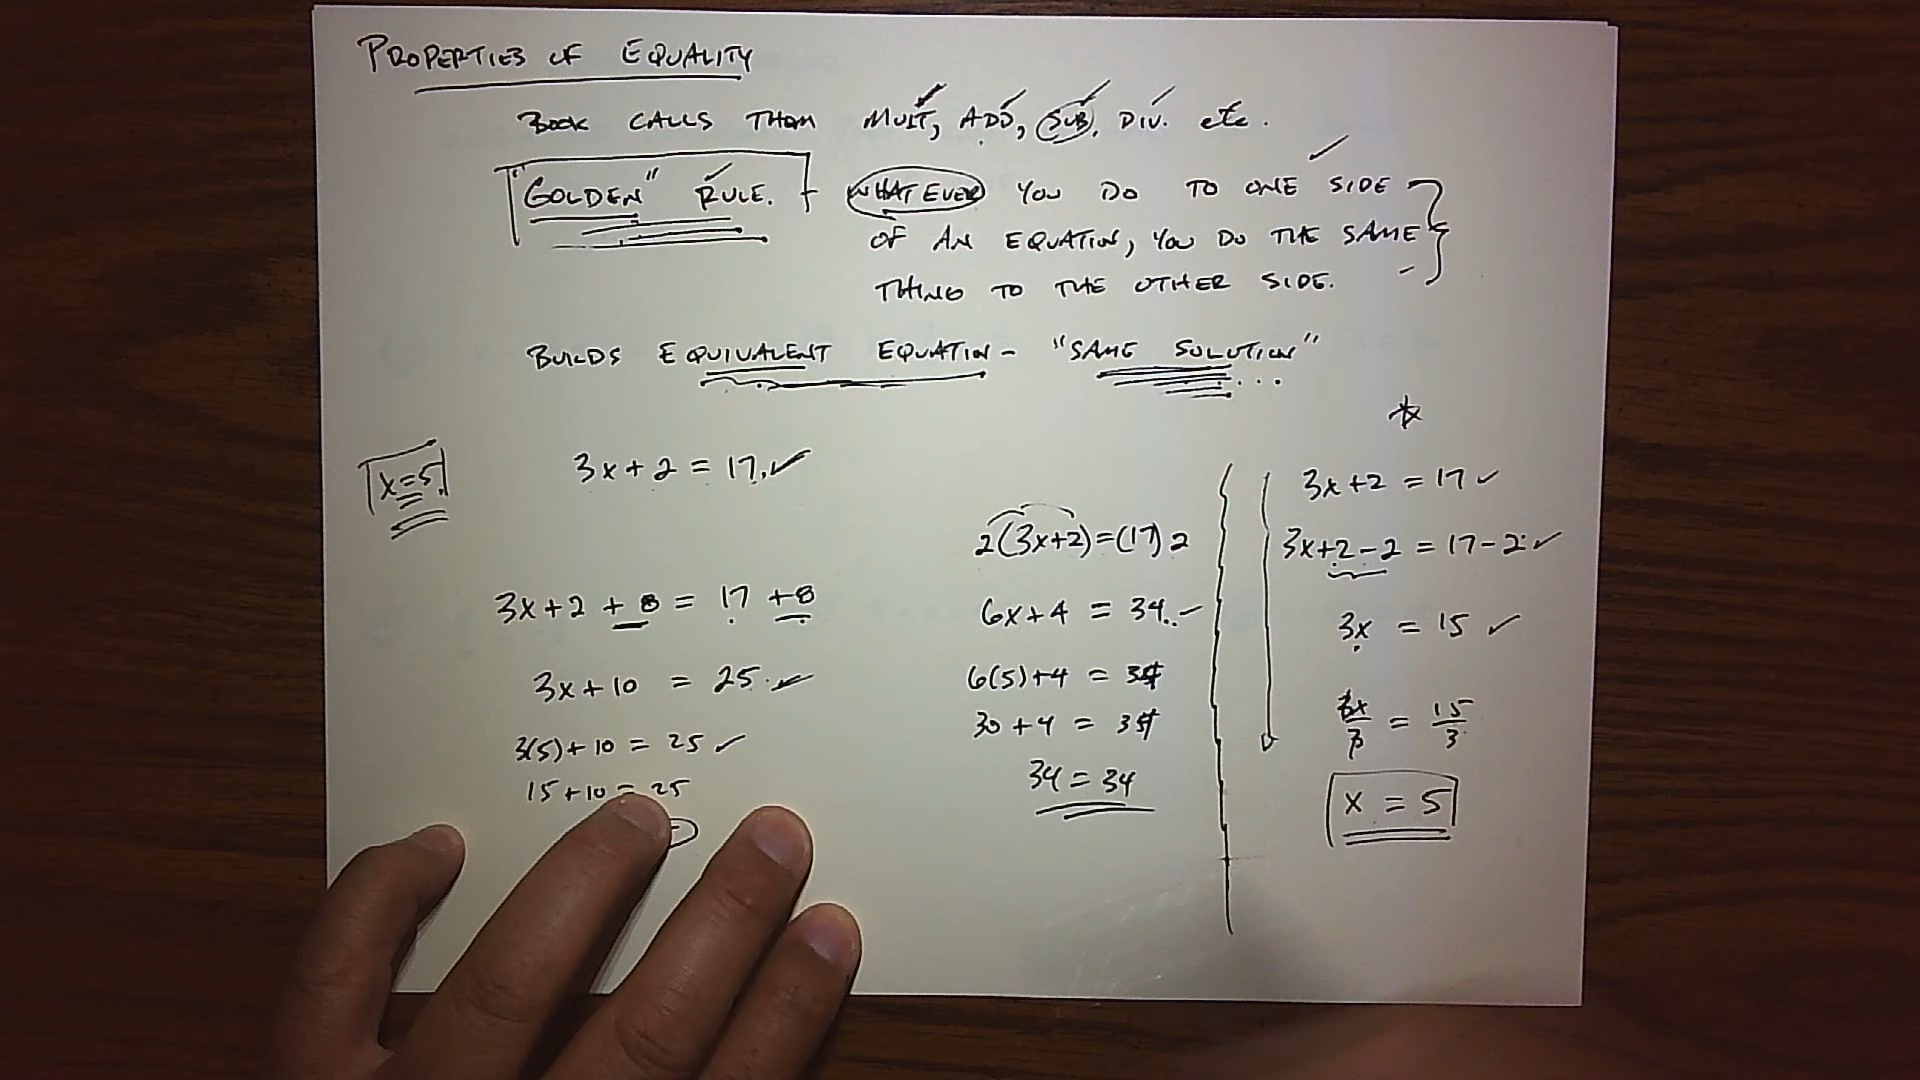 PROPERTIES OF EQUALITY
BOOK CALLS THEM MULT, ADD, SUB, DIV. etc.
"GOLDEN" RULE. - WHATEVER YOU DO TO ONE SIDE
OF AN EQUATION, YOU DO THE SAME
THING TO THE OTHER SIDE.
BUILDS EQUIVALENT EQUATION - "SAME SOLUTION" ...
x=5
3x+2 = 17
3x+2 +8 = 17 +8
3x+10 = 25
3(5)+10 = 25
15+10 = 25
2(3x+2)=(17)2
6x+4 = 34
6(5)+4 = 34
30+4 = 34
34 = 34
3x+2 = 17
3x+2-2 = 17-2
3x = 15
3x/3 = 15/3
x = 5